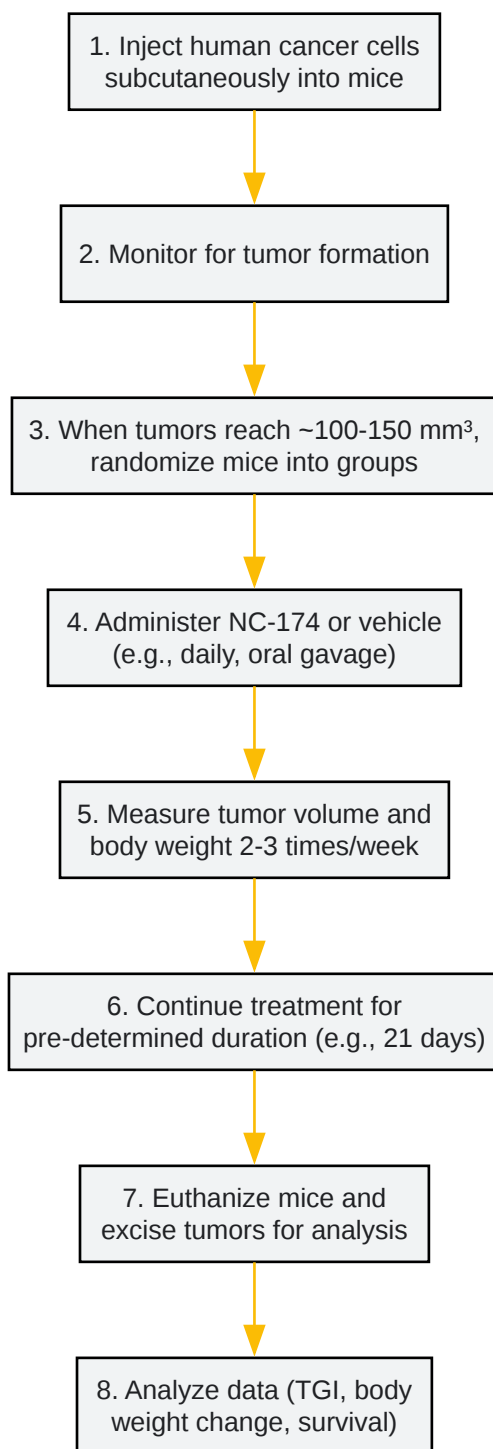 1. Inject human cancer cells
subcutaneously into mice
2. Monitor for tumor formation
3. When tumors reach ~100-150 mm³,
randomize mice into groups
4. Administer NC-174 or vehicle
(e.g., daily, oral gavage)
5. Measure tumor volume and
body weight 2-3 times/week
6. Continue treatment for
pre-determined duration (e.g., 21 days)
7. Euthanize mice and
excise tumors for analysis
8. Analyze data (TGI, body
weight change, survival)